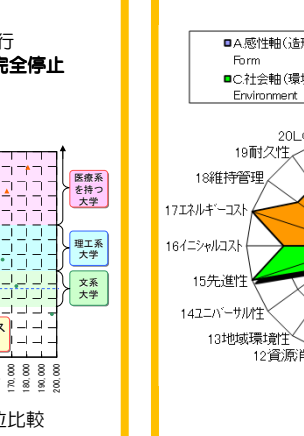 行
完全停止
医療系
を持つ
大学
理工系
大学
文系
大学
ス
170,000
180,000
190,000
200,000
位比較
A.感性軸(造形
Form
C.社会軸(環境
Environment
20L
19耐久性
18維持管理
17エネルギーコスト
16イニシャルコスト
15先進性
14ユニバーサル性
13地域環境性
12資源消